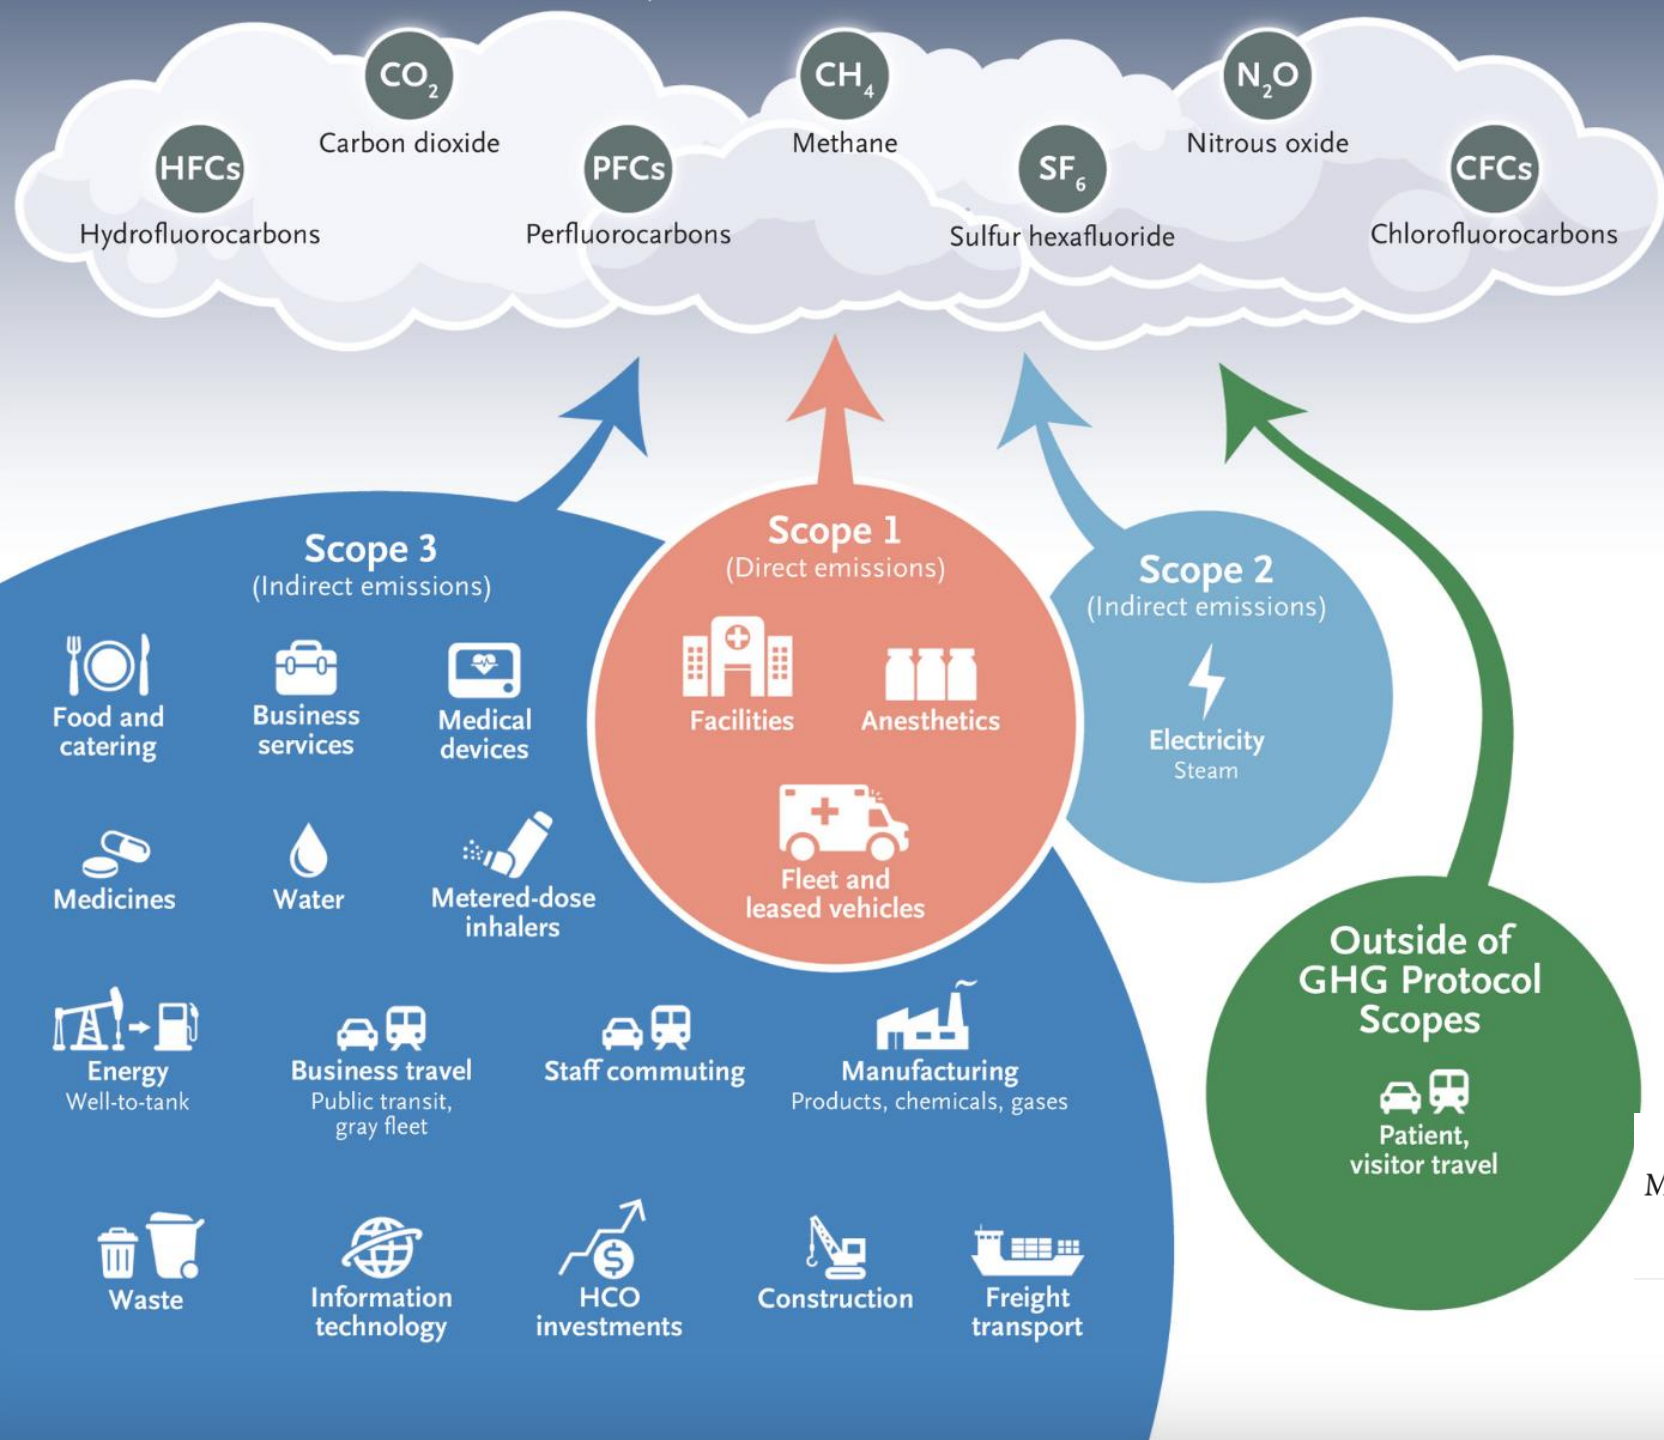 CO2
Carbon dioxide
CH4
Methane
N2O
Nitrous oxide
HFCs
Hydrofluorocarbons
PFCs
Perfluorocarbons
SF6
Sulfur hexafluoride
CFCs
Chlorofluorocarbons
Scope 3
(Indirect emissions)
Food and
catering
Business
services
Medical
devices
Medicines
Water
Metered-dose
inhalers
Energy
Well-to-tank
Business travel
Public transit,
gray fleet
Staff commuting
Manufacturing
Products, chemicals, gases
Waste
Information
technology
$
HCO
investments
Construction
Freight
transport
Scope 1
(Direct emissions)
Facilities
Anesthetics
Fleet and
leased vehicles
Scope 2
(Indirect emissions)
Electricity
Steam
Outside of
GHG Protocol
Scopes
Patient,
visitor travel